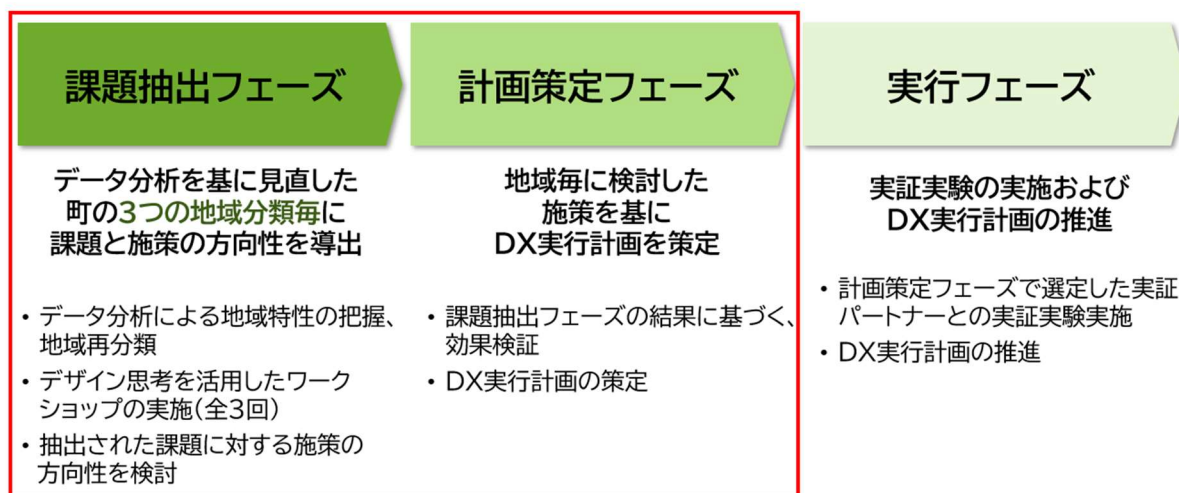 課題抽出フェーズ
データ分析を基に見直した
町の3つの地域分類毎に
課題と施策の方向性を導出
・データ分析による地域特性の把握、
地域再分類
・デザイン思考を活用したワーク
ショップの実施(全3回)
・抽出された課題に対する施策の
方向性を検討
計画策定フェーズ
地域毎に検討した
施策を基に
DX実行計画を策定
・課題抽出フェーズの結果に基づく、
効果検証
・DX実行計画の策定
実行フェーズ
実証実験の実施および
DX実行計画の推進
・計画策定フェーズで選定した実証
パートナーとの実証実験実施
・DX実行計画の推進